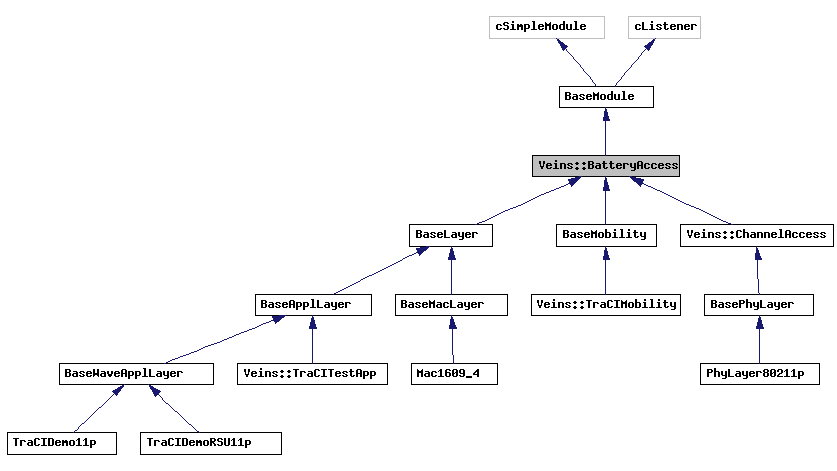 cSimpleModule
cListener
BaseModule
Veins::BatteryAccess
BaseLayer
BaseMobility
Veins::ChannelAccess
BaseApplLayer
BaseMacLayer
Veins::TraCIMobility
BasePhyLayer
BaseWaveApplLayer
Veins::TraCITestApp
Mac1609_4
PhyLayer80211p
TraCIDemo11p
TraCIDemoRSU11p